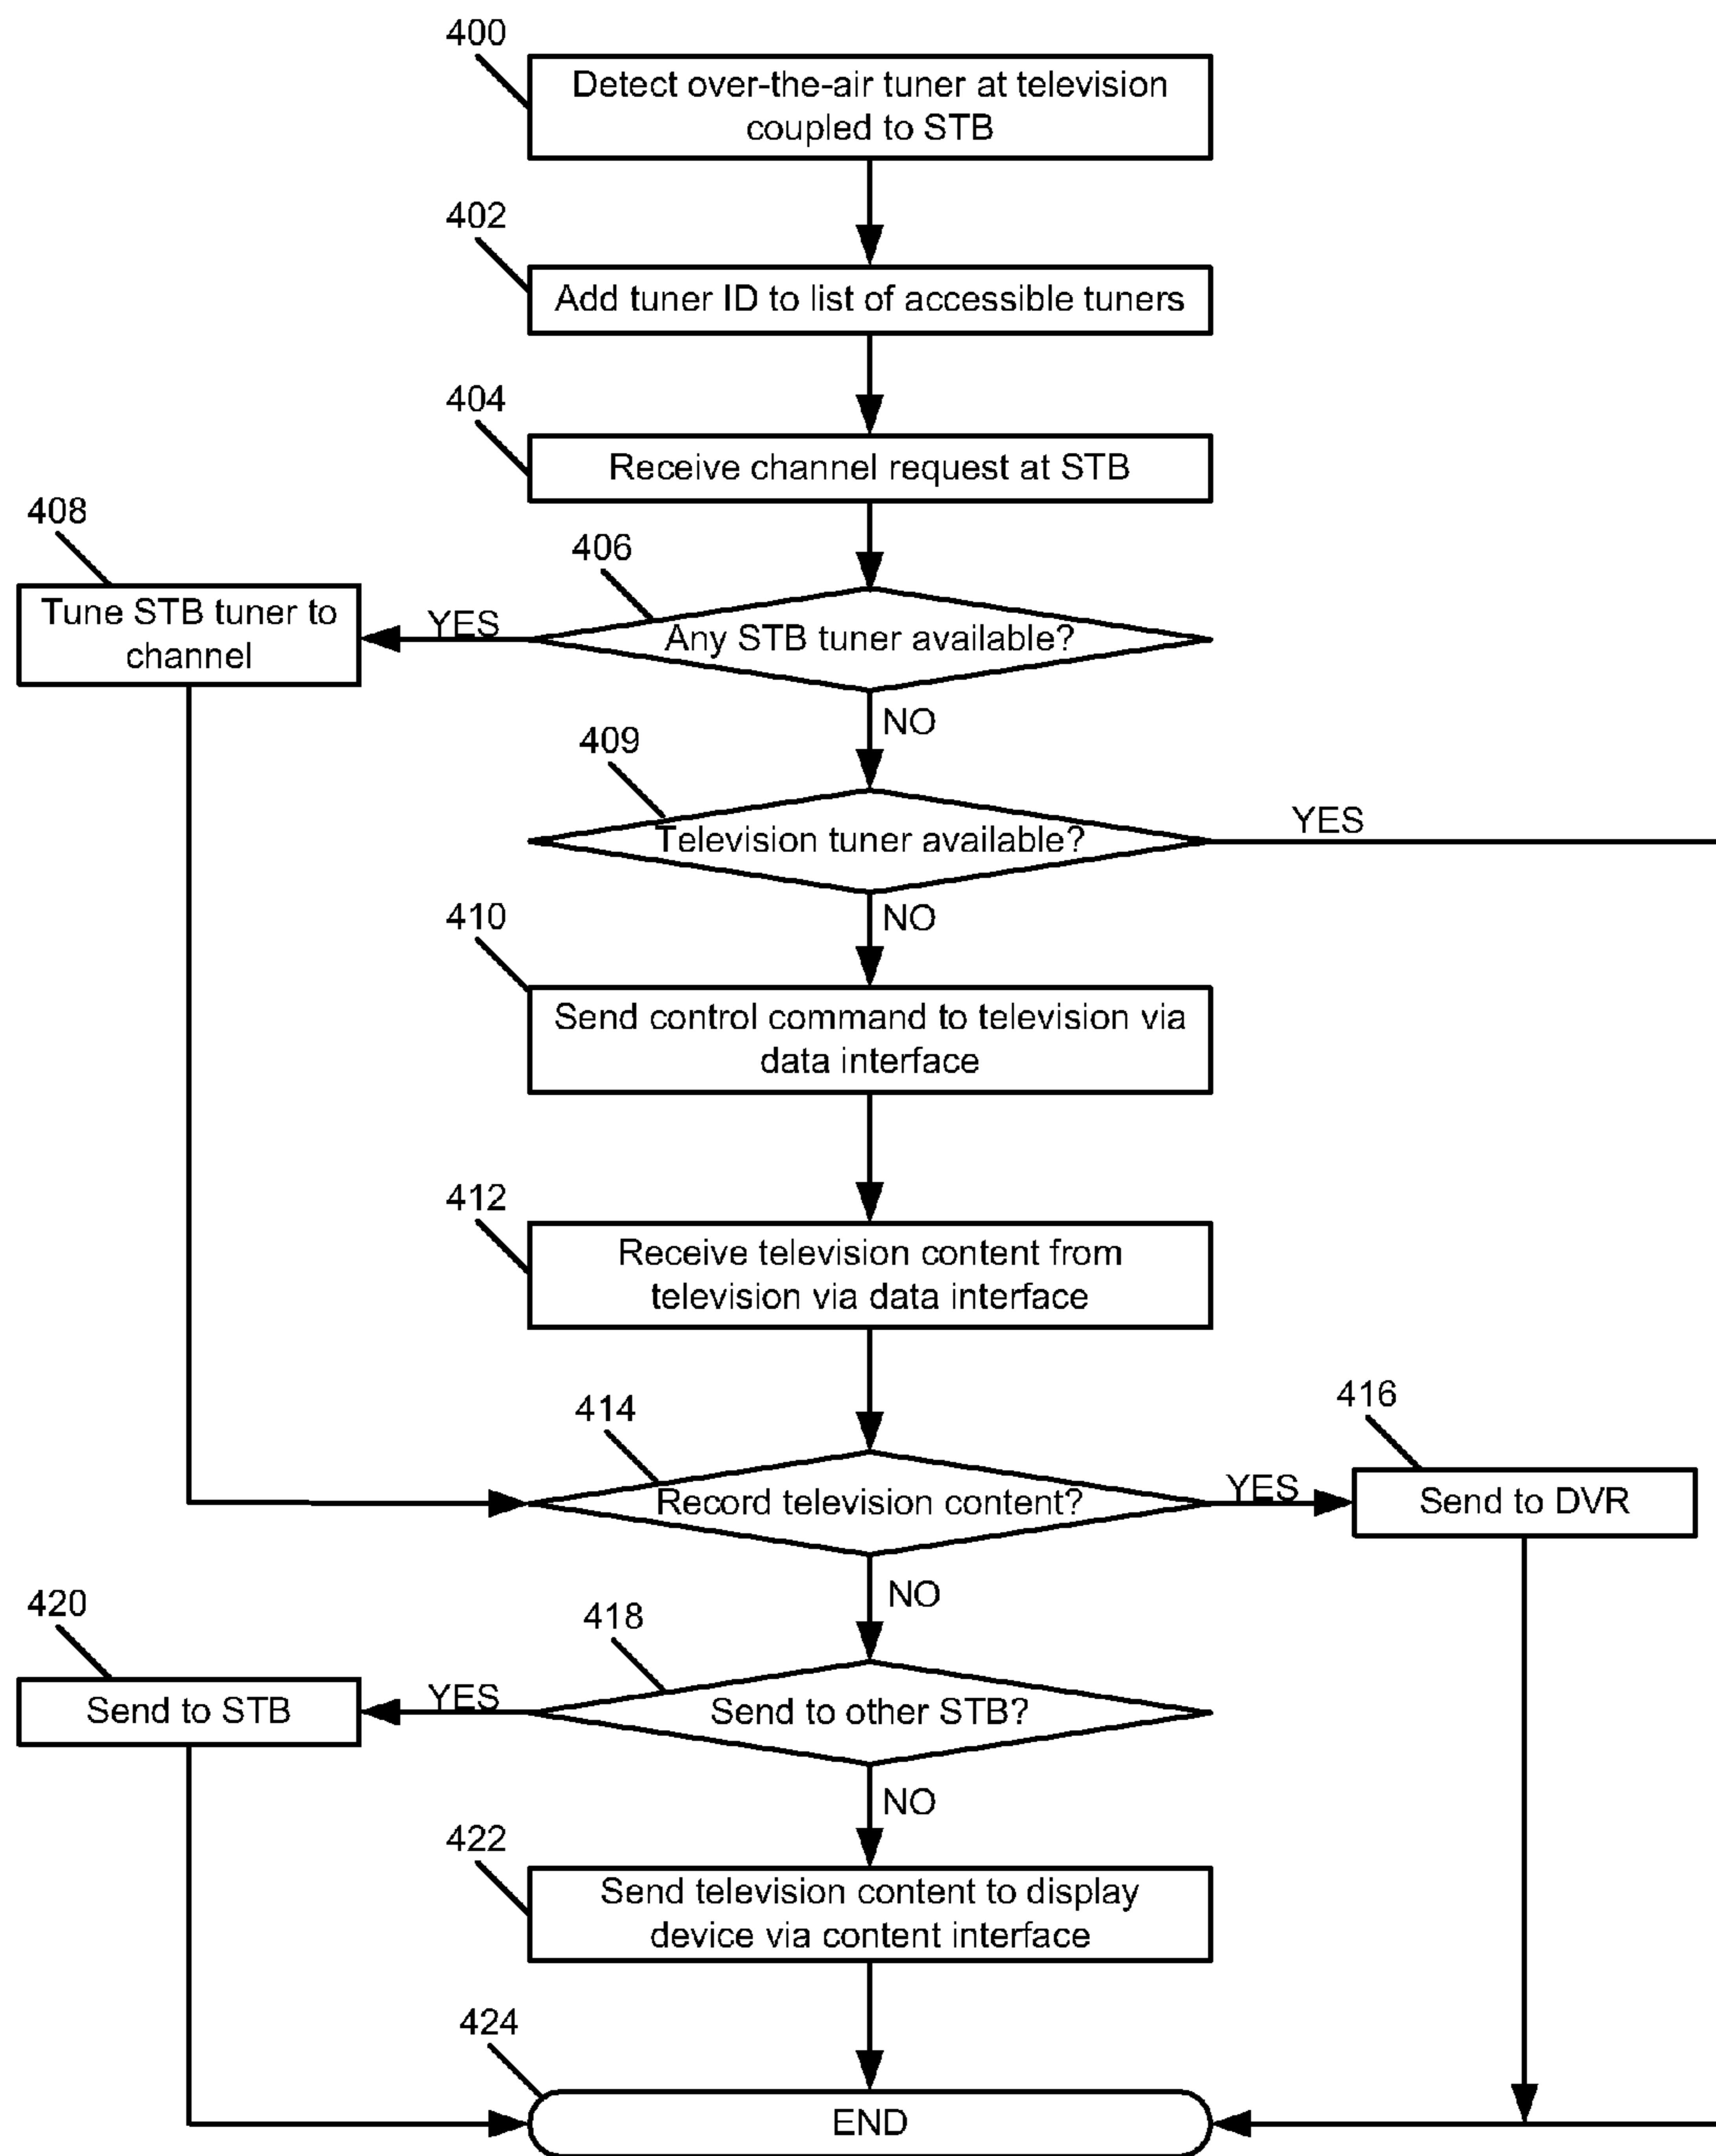 400
Detect over-the-air tuner at television
coupled to STB
402
Add tuner ID to list of accessible tuners
404
Receive channel request at STB
408
Tune STB tuner to
channel
406
YES
Any STB tuner available?
NO
409
Television tuner available?
YES
NO
410
Send control command to television via
data interface
412
Receive television content from
television via data interface
414
Record television content?
YES
416
Send to DVR
NO
420
Send to STB
418
YES
Send to other STB?
NO
422
Send television content to display
device via content interface
424
END